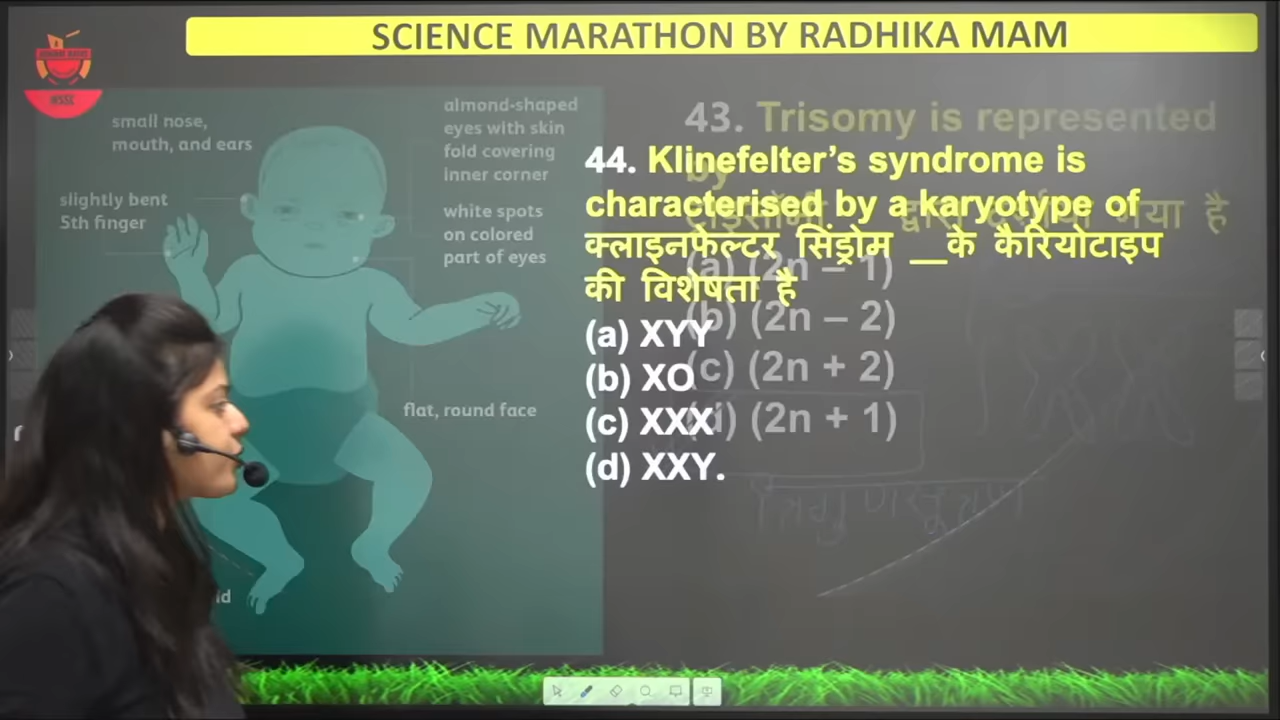 SCIENCE MARATHON BY RADHIKA MAM
small nose,
mouth, and ears
almond-shaped
eyes with skin
fold covering
inner corner
slightly bent
5th finger
white spots
on colored
part of eyes
flat, round face
43. Trisomy is represented
by
द्वारा दर्शाया गया है
(a) (2n – 1)
(b) (2n – 2)
(c) (2n + 2)
(d) (2n + 1)
44. Klinefelter’s syndrome is
characterised by a karyotype of
क्लाइनफेल्टर सिंड्रोम __के कैरियोटाइप
की विशेषता है
(a) XYY
(b) XO
(c) XXX
(d) XXY.